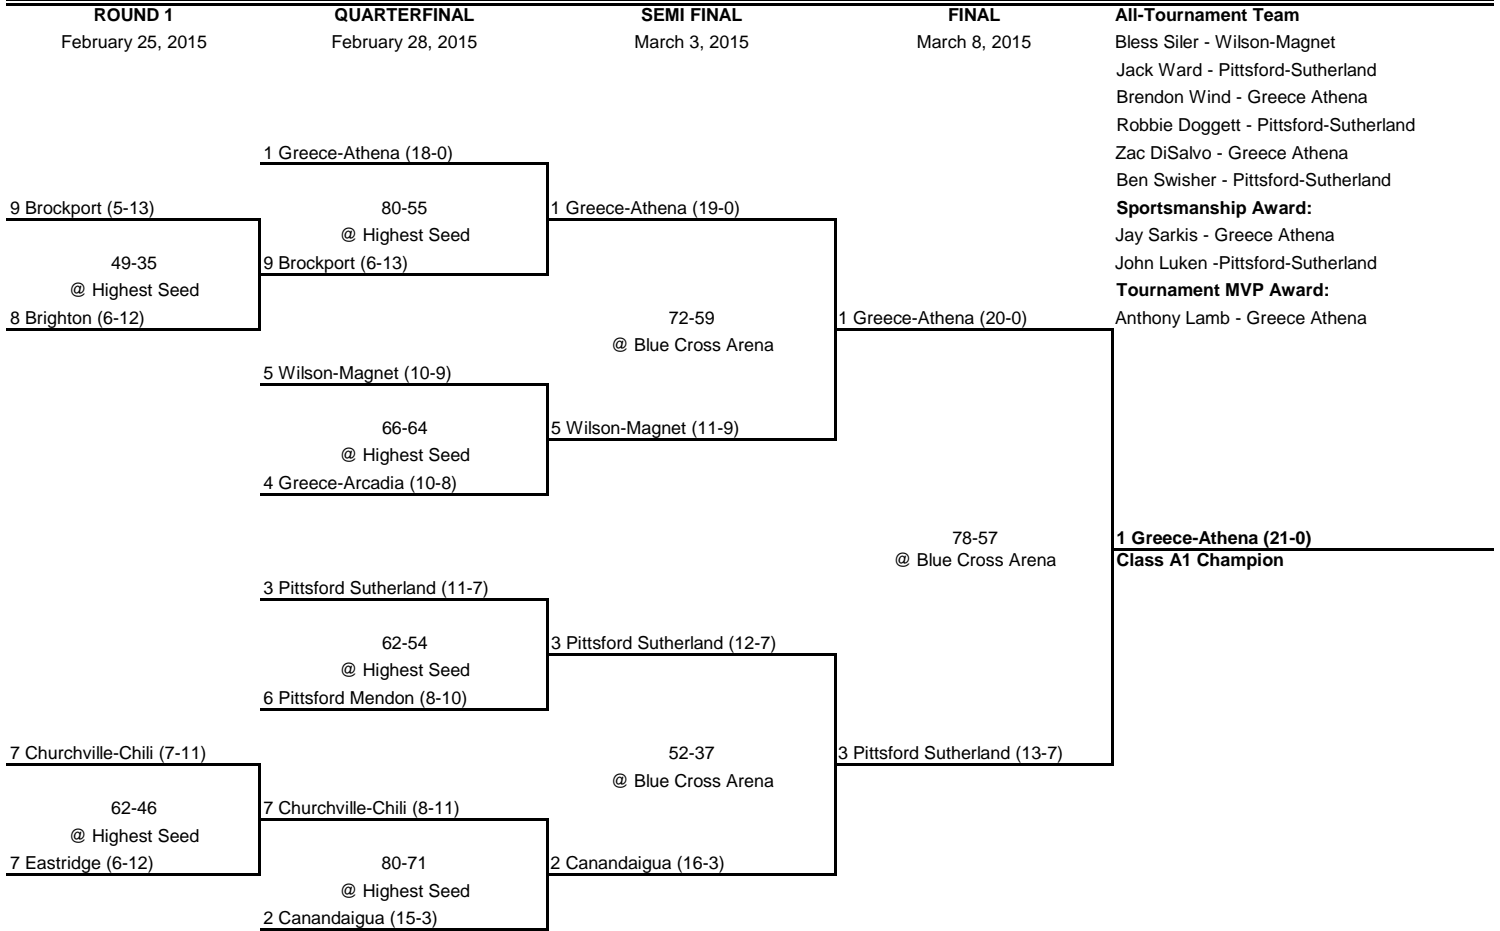 ROUND 1
QUARTERFINAL
SEMI FINAL
FINAL
All-Tournament Team
February 25, 2015
February 28, 2015
March 3, 2015
March 8, 2015
Bless Siler - Wilson-Magnet
Jack Ward - Pittsford-Sutherland
Brendon Wind - Greece Athena
Robbie Doggett - Pittsford-Sutherland
1 Greece-Athena (18-0)
Zac DiSalvo - Greece Athena
Ben Swisher - Pittsford-Sutherland
9 Brockport (5-13)
80-55
1 Greece-Athena (19-0)
Sportsmanship Award:
@ Highest Seed
Jay Sarkis - Greece Athena
49-35
9 Brockport (6-13)
John Luken -Pittsford-Sutherland
@ Highest Seed
Tournament MVP Award:
8 Brighton (6-12)
72-59
1 Greece-Athena (20-0)
Anthony Lamb - Greece Athena
@ Blue Cross Arena
5 Wilson-Magnet (10-9)
66-64
5 Wilson-Magnet (11-9)
@ Highest Seed
4 Greece-Arcadia (10-8)
78-57
1 Greece-Athena (21-0)
@ Blue Cross Arena
Class A1 Champion
3 Pittsford Sutherland (11-7)
62-54
3 Pittsford Sutherland (12-7)
@ Highest Seed
6 Pittsford Mendon (8-10)
7 Churchville-Chili (7-11)
52-37
3 Pittsford Sutherland (13-7)
@ Blue Cross Arena
62-46
7 Churchville-Chili (8-11)
@ Highest Seed
7 Eastridge (6-12)
80-71
2 Canandaigua (16-3)
@ Highest Seed
2 Canandaigua (15-3)